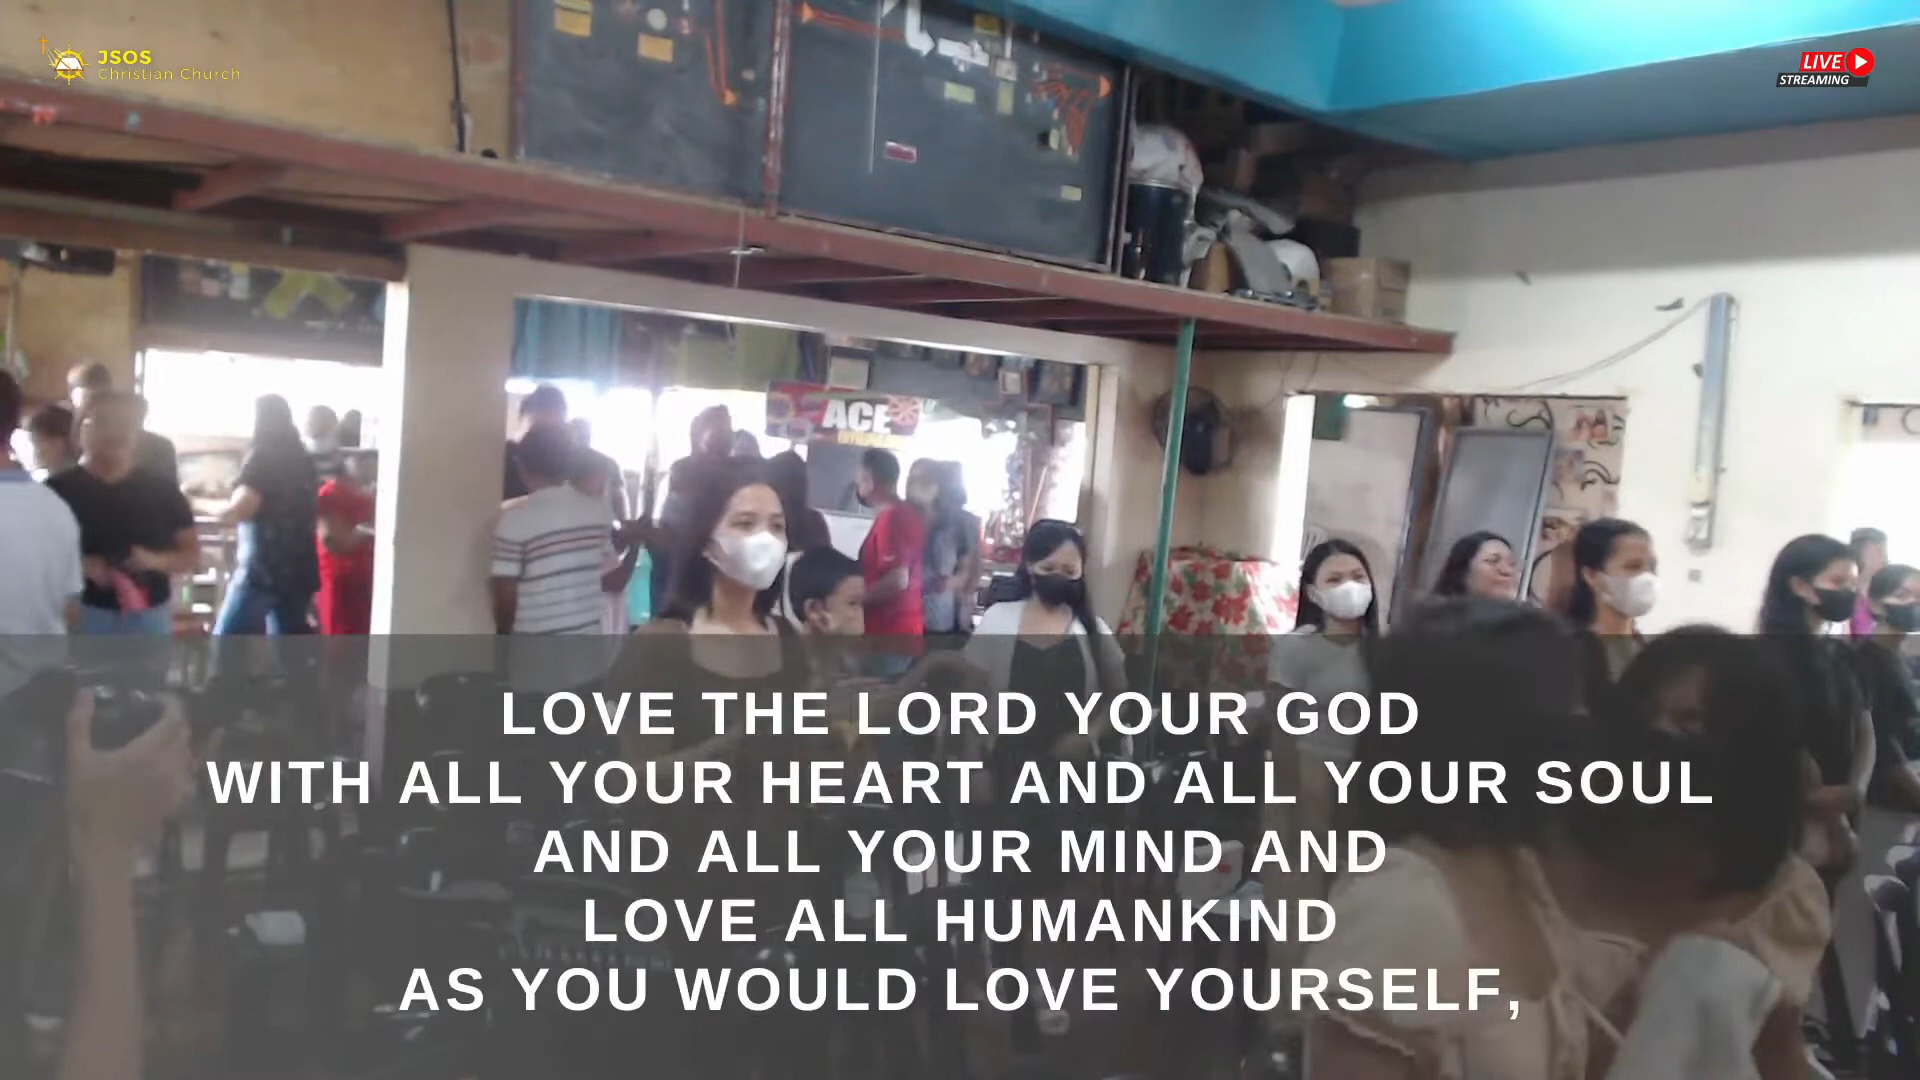 JSOS
Christian Church
LIVE
STREAMING
ACE
LOVE THE LORD YOUR GOD
WITH ALL YOUR HEART AND ALL YOUR SOUL
AND ALL YOUR MIND AND
LOVE ALL HUMANKIND
AS YOU WOULD LOVE YOURSELF,